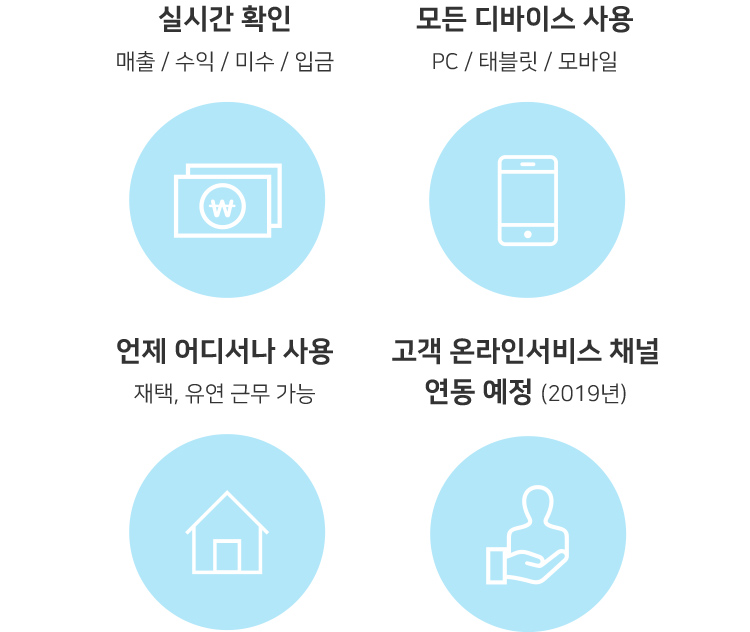 실시간 확인
매출 / 수익 / 미수 / 입금
모든 디바이스 사용
PC / 태블릿 / 모바일
₩
언제 어디서나 사용
재택, 유연 근무 가능
고객 온라인서비스 채널
연동 예정 (2019년)